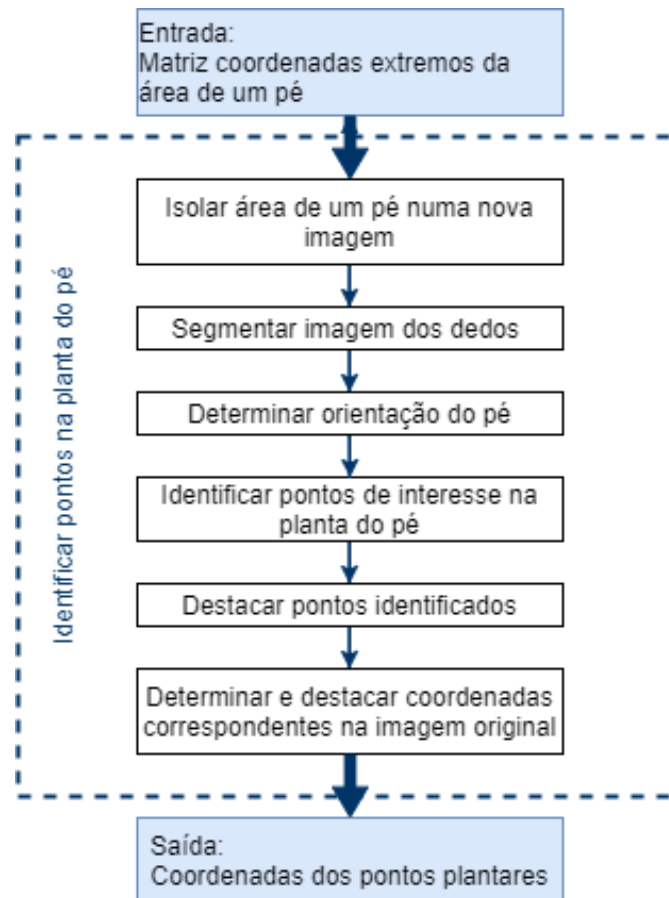 Entrada:
Matriz coordenadas extremos da
área de um pé
Identificar pontos na planta do pé
Isolar área de um pé numa nova
imagem
Segmentar imagem dos dedos
Determinar orientação do pé
Identificar pontos de interesse na
planta do pé
Destacar pontos identificados
Determinar e destacar coordenadas
correspondentes na imagem original
Saída:
Coordenadas dos pontos plantares